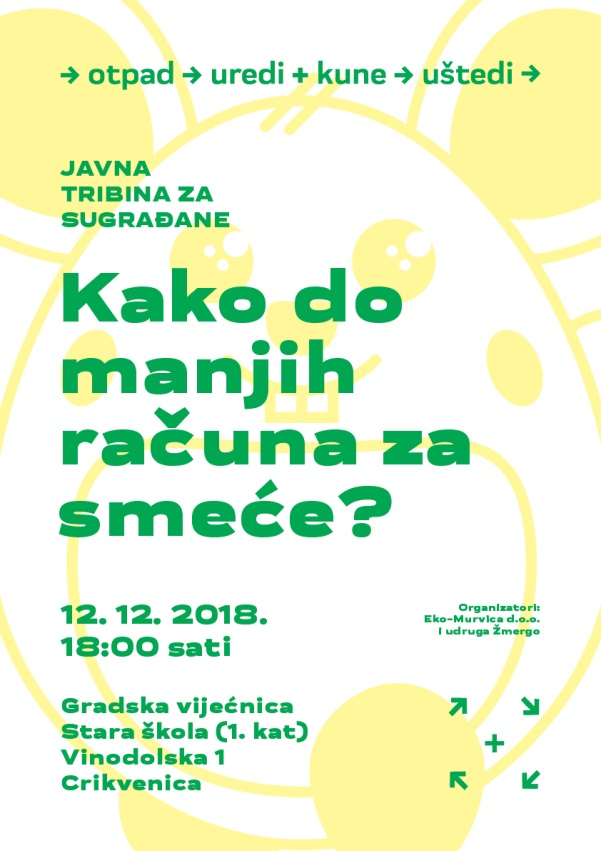 → otpad → uredi + kune → uštedi →
JAVNA
TRIBINA ZA
SUGRAĐANE
Kako do
manjih
računa za
smeće?
12. 12. 2018.
18:00 sati
Organizatori:
Eko-Murvica d.o.o.
I udruga Žmergo
Gradska vijećnica
Stara škola (1. kat)
Vinodolska 1
Crikvenica